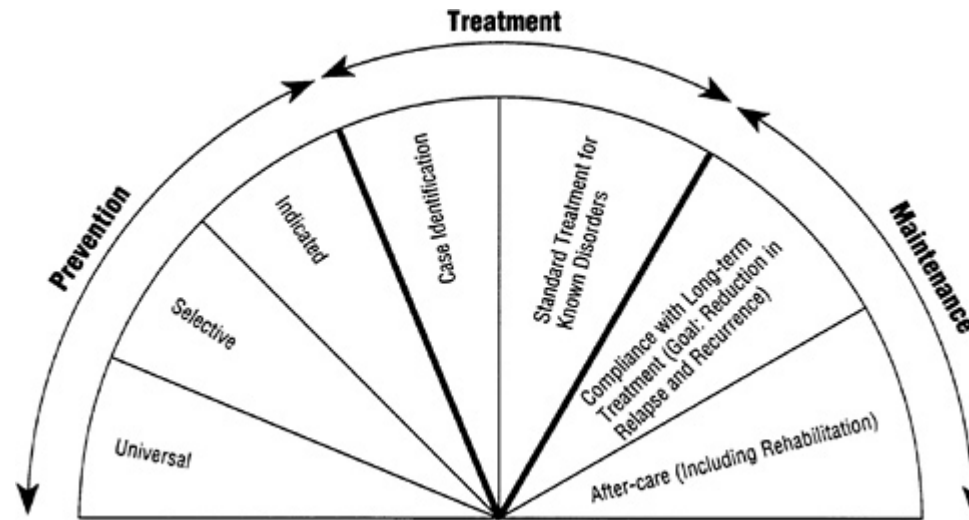 Treatment
Prevention
Maintenance
Universal
Selective
Indicated
Case Identification
Standard Treatment for
Known Disorders
Compliance with Long-term
Treatment (Goal: Reduction in
Relapse and Recurrence)
After-care (Including Rehabilitation)